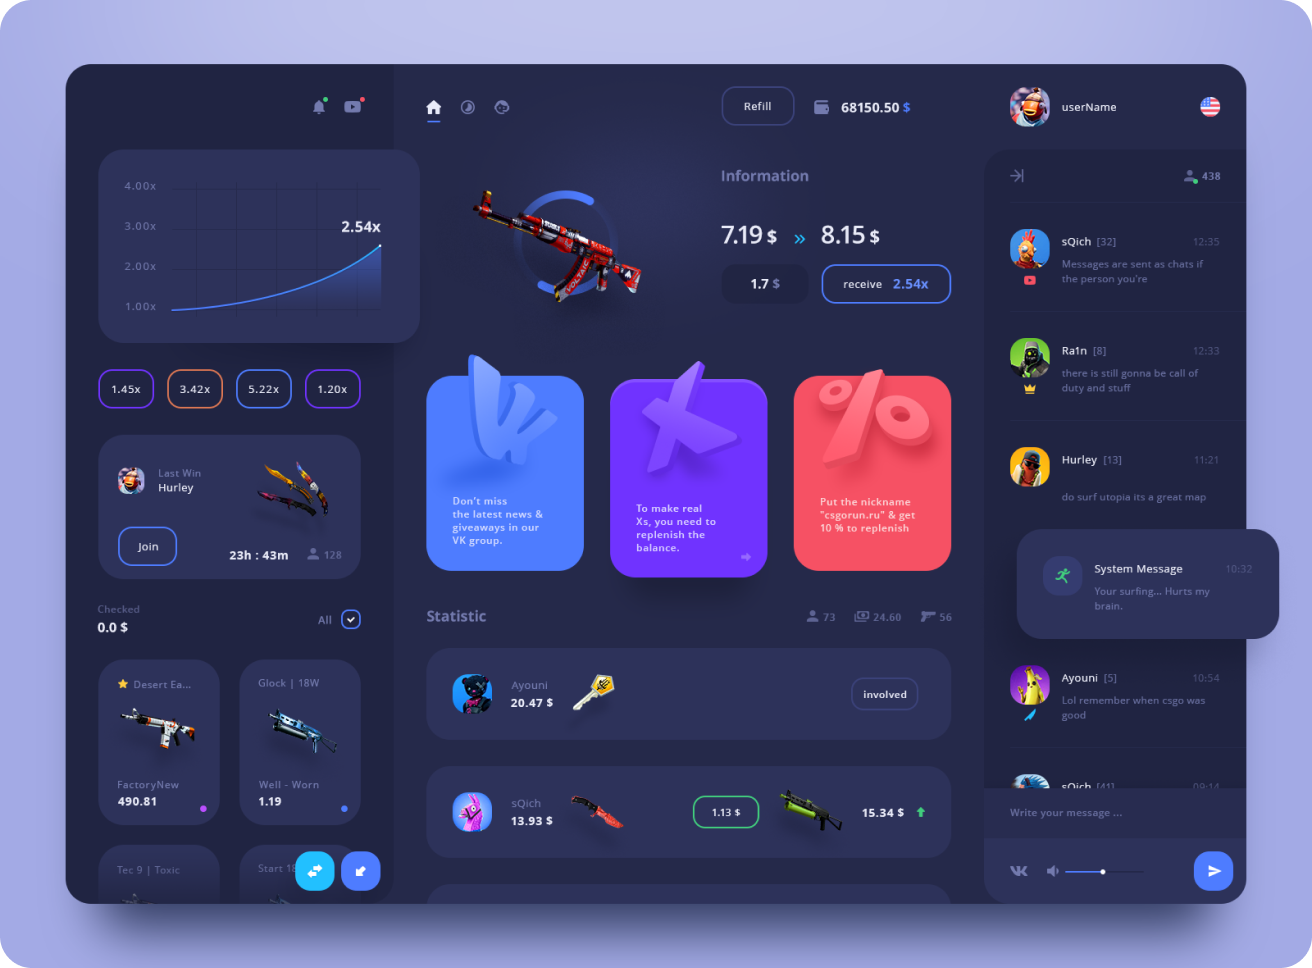 Refill
68150.50 $
userName
4.00x
3.00x
2.00x
1.00x
2.54x
1.45x
3.42x
5.22x
1.20x
Last Win
Hurley
Join
23h : 43m
128
Checked
0.0 $
All
Desert Ea...
FactoryNew
490.81
Glock | 18W
Well - Worn
1.19
Tec 9 | Toxic
Start 18
VOLTAIC
Information
7.19 $ » 8.15 $
1.7 $
receive 2.54x
Don't miss
the latest news &
giveaways in our
VK group.
To make real
Xs, you need to
replenish the
balance.
%
Put the nickname
"csgorun.ru" & get
10 % to replenish
Statistic
73
24.60
56
Ayouni
20.47 $
involved
sQich
13.93 $
1.13 $
15.34 $
438
sQich [32] 12:35
Messages are sent as chats if
the person you're
Ra1n [8] 12:33
there is still gonna be call of
duty and stuff
Hurley [13] 11:21
do surf utopia its a great map
System Message 10:32
Your surfing... Hurts my
brain.
Ayouni [5] 10:54
Lol remember when csgo was
good
sQich [41] 09:14
Write your message ...